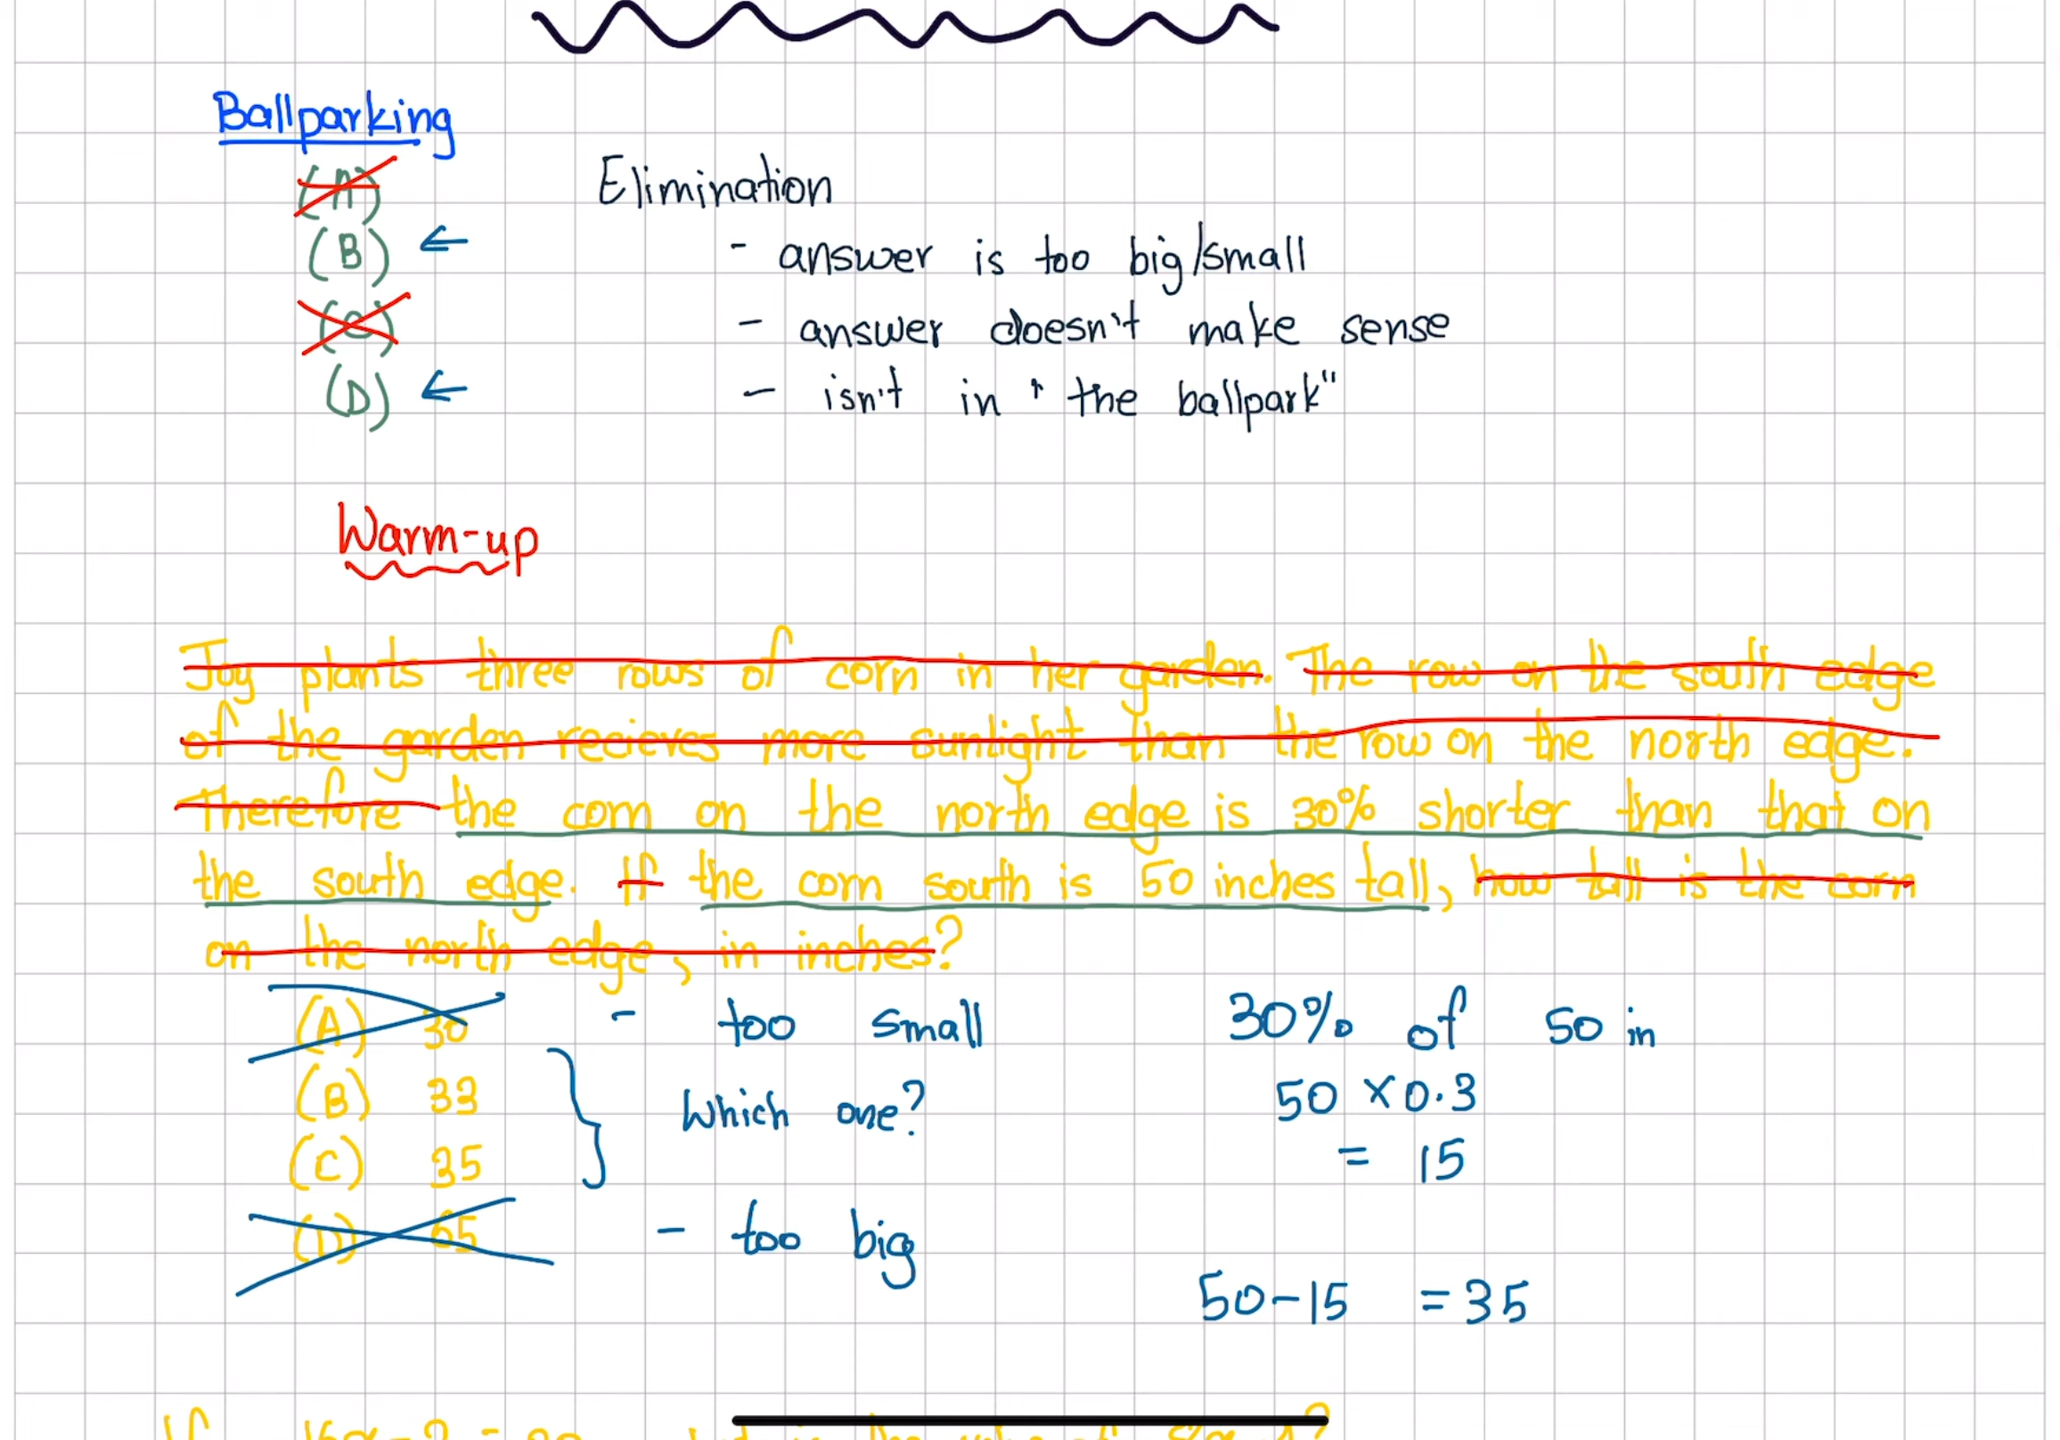 Ballparking
(A)
Elimination
(B) ←
- answer is too big/small
(C)
- answer doesn't make sense
(D) ←
- isn't in "the ballpark"
Warm-up
Joy plants three rows of corn in her garden. The row on the south edge
of the garden recieves more sunlight than the row on the north edge.
Therefore the corn on the north edge is 30% shorter than that on
the south edge. If the corn south is 50 inches tall, how tall is the corn
on the north edge, in inches?
(A) 30 - too small
30% of 50 in
(B) 33
Which one?
50 × 0.3
(C) 35
= 15
(D) 65 - too big
50-15 = 35
If